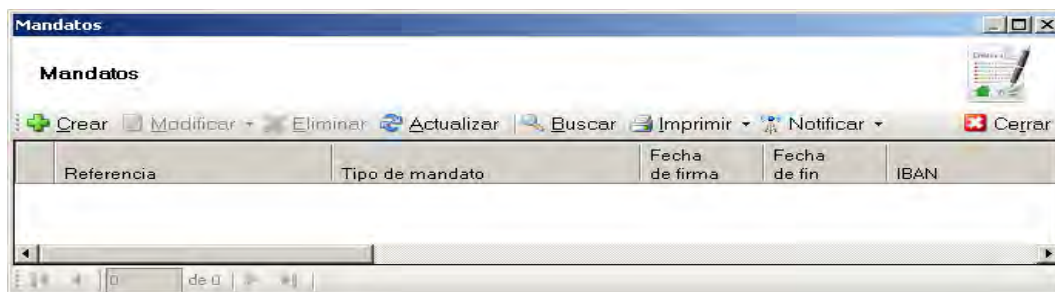 Mandatos
Mandatos
Crear Modificar Eliminar Actualizar Buscar Imprimir Notificar Cerrar
Referencia Tipo de mandato Fecha de firma Fecha de fin IBAN
0 de 0